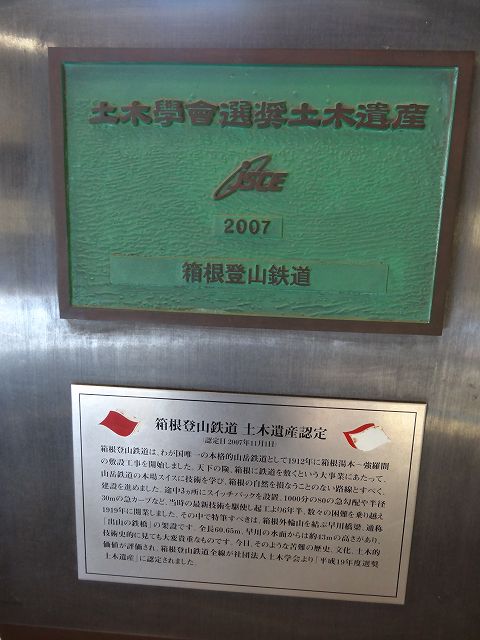 土木學會選奨土木遺産
JSCE
2007
箱根登山鉄道
箱根登山鉄道 土木遺産認定
(認定日 2007年11月1日)
箱根登山鉄道は、わが国唯一の本格的山岳鉄道として1912年に箱根湯本～強羅間
の敷設工事を開始しました。天下の険、箱根に鉄道を敷くという大事業にあたって、
山岳鉄道の本場スイスに技術を学び、箱根の自然を損なうことのない路線とすべく、
建設を進めました。途中3ヵ所にスイッチバックを設置、1000分の80の急勾配や半径
30mの急カーブなど、当時の最新技術を駆使し起工より6年半、数々の困難を乗り越え
1919年に開業しました。その中で特筆すべきは、箱根外輪山を結ぶ早川橋梁、通称
「出山の鉄橋」の架設です。全長60.65m、早川の水面からは約43mの高さがあり、
技術史的に見ても大変貴重なものです。今日、そのような苦難の歴史、文化、土木的
価値が評価され、箱根登山鉄道全線が社団法人土木学会より「平成19年度選奨
土木遺産」に認定されました。